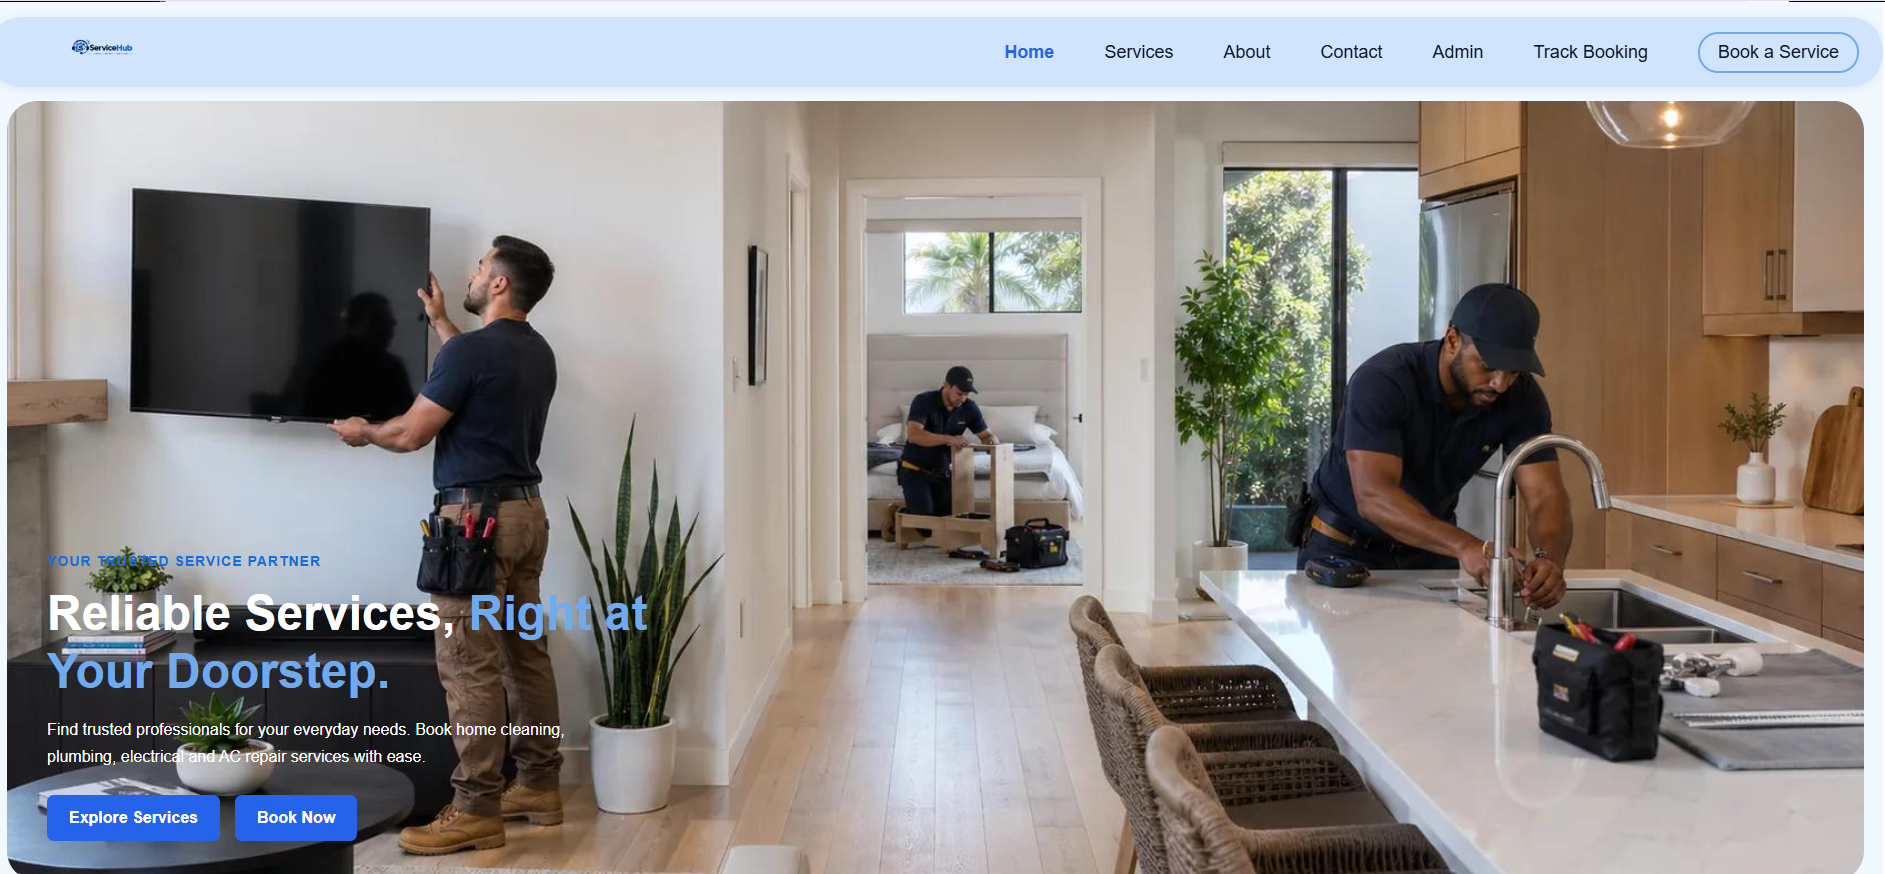 ServiceHub
Home
Services
About
Contact
Admin
Track Booking
Book a Service
YOUR TRUSTED SERVICE PARTNER
Reliable Services, Right at
Your Doorstep.
Find trusted professionals for your everyday needs. Book home cleaning,
plumbing, electrical and AC repair services with ease.
Explore Services
Book Now